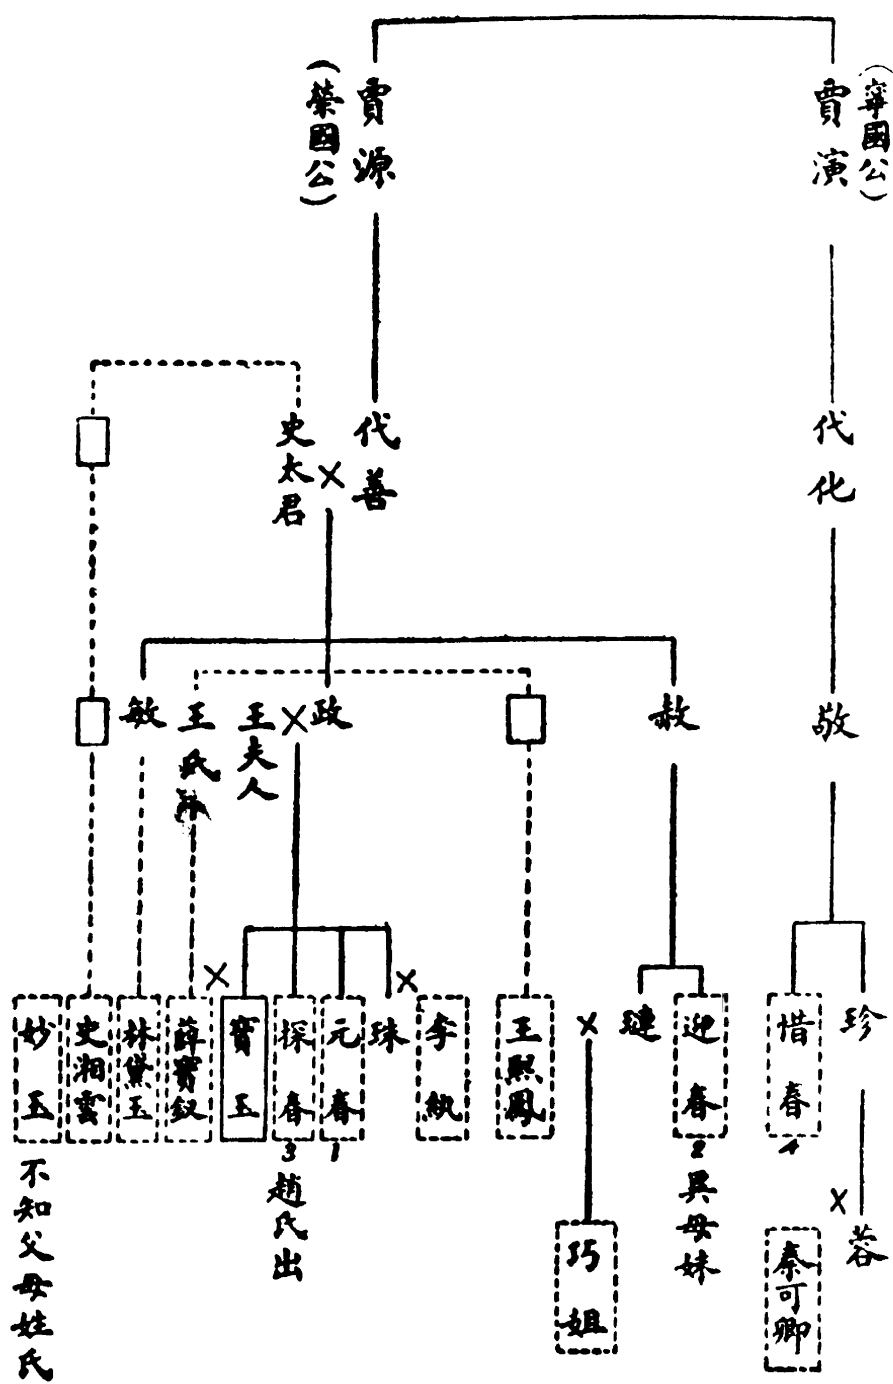 (寧國公)
賈演
賈源
(榮國公)
代化
代善
×
史太君
敬
赦
政
×
王夫人
王氏
敏
珍
惜春
4
迎春
2
異母妹
璉
×
王熙鳳
李紈
×
珠
元春
1
探春
3
趙氏出
寶玉
×
薛寶釵
林黛玉
史湘雲
妙玉
不知父母姓氏
蓉
×
秦可卿
巧姐